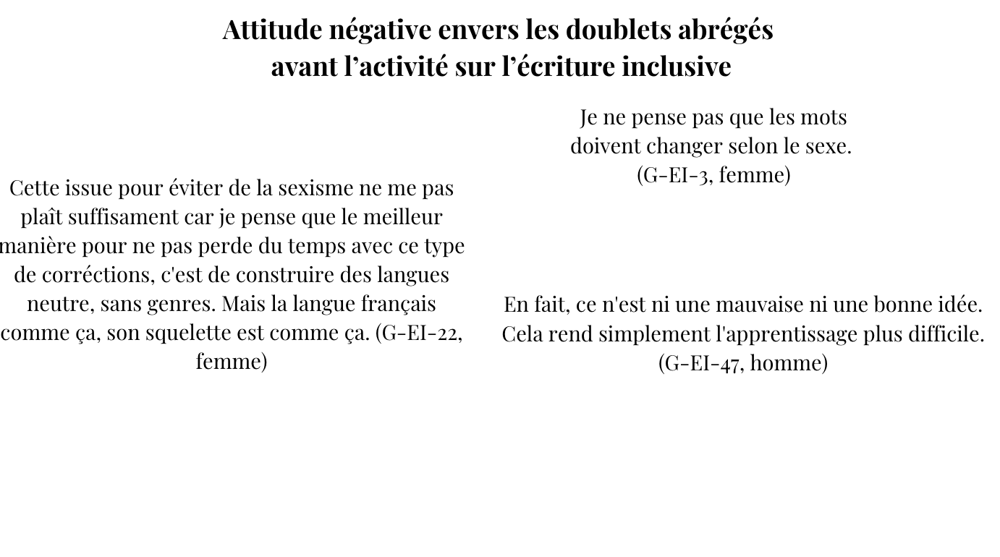 Attitude négative envers les doublets abrégés
avant l’activité sur l’écriture inclusive
Cette issue pour éviter de la sexisme ne me pas
plaît suffisament car je pense que le meilleur
manière pour ne pas perde du temps avec ce type
de corréctions, c'est de construire des langues
neutre, sans genres. Mais la langue français
comme ça, son squelette est comme ça. (G-EI-22,
femme)
Je ne pense pas que les mots
doivent changer selon le sexe.
(G-EI-3, femme)
En fait, ce n'est ni une mauvaise ni une bonne idée.
Cela rend simplement l'apprentissage plus difficile.
(G-EI-47, homme)